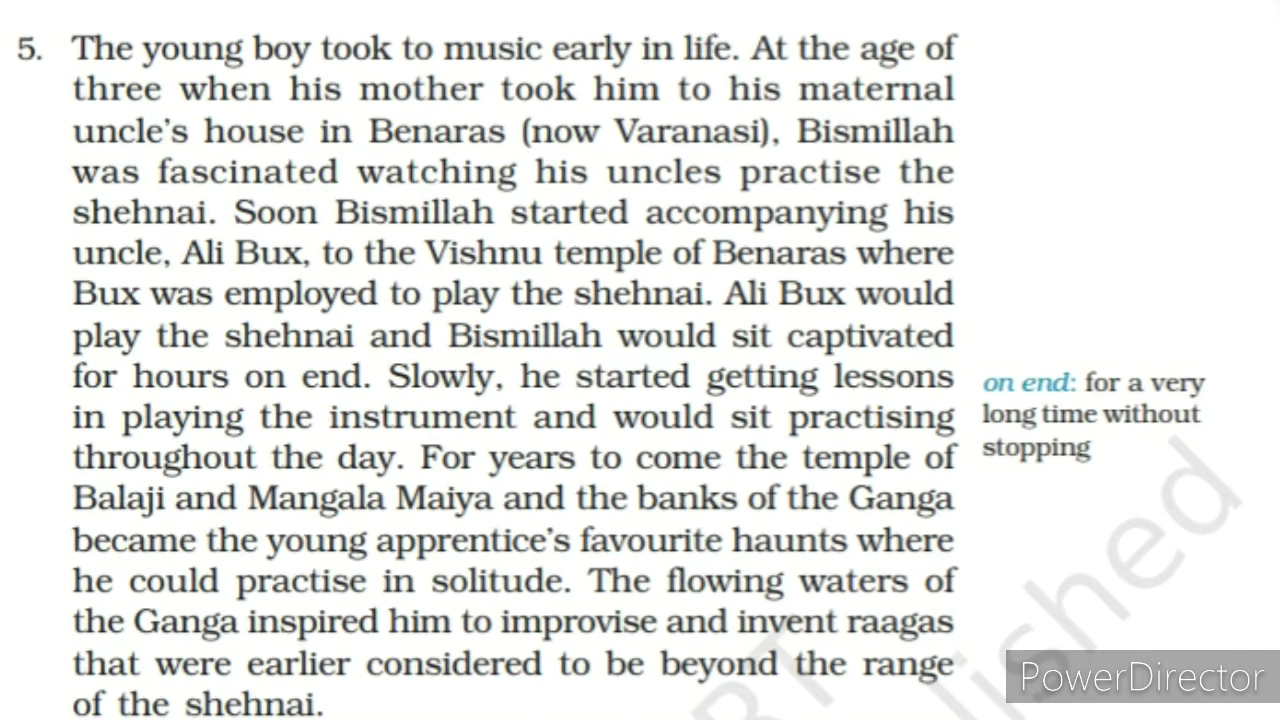 5. The young boy took to music early in life. At the age of
three when his mother took him to his maternal
uncle's house in Benaras (now Varanasi), Bismillah
was fascinated watching his uncles practise the
shehnai. Soon Bismillah started accompanying his
uncle, Ali Bux, to the Vishnu temple of Benaras where
Bux was employed to play the shehnai. Ali Bux would
play the shehnai and Bismillah would sit captivated
for hours on end. Slowly, he started getting lessons
in playing the instrument and would sit practising
throughout the day. For years to come the temple of
Balaji and Mangala Maiya and the banks of the Ganga
became the young apprentice's favourite haunts where
he could practise in solitude. The flowing waters of
the Ganga inspired him to improvise and invent raagas
that were earlier considered to be beyond the range
of the shehnai.
on end: for a very
long time without
stopping
PowerDirector